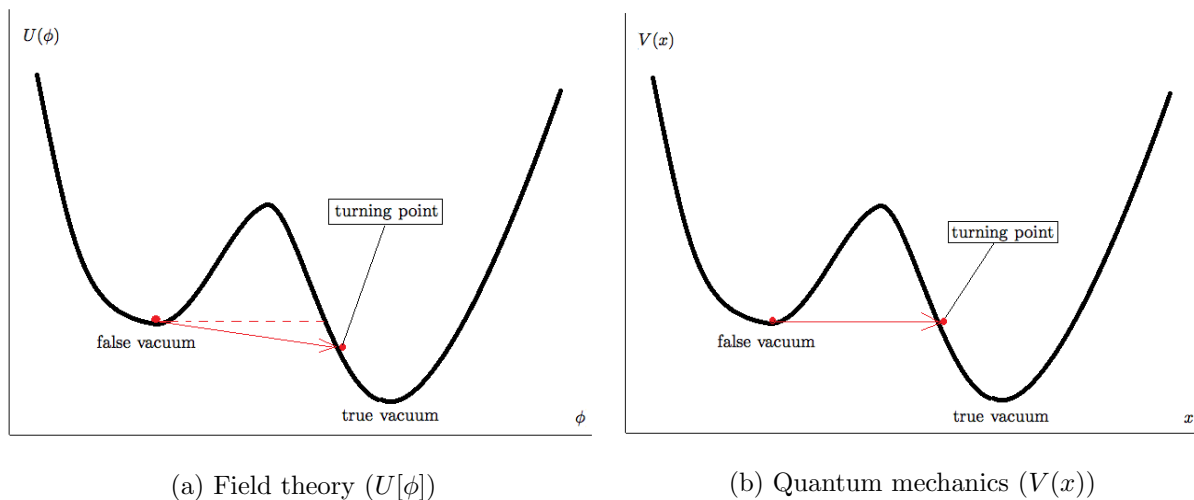 U(ϕ)
turning point
false vacuum
true vacuum
ϕ
(a) Field theory (U[ϕ])
V(x)
turning point
false vacuum
true vacuum
x
(b) Quantum mechanics (V(x))